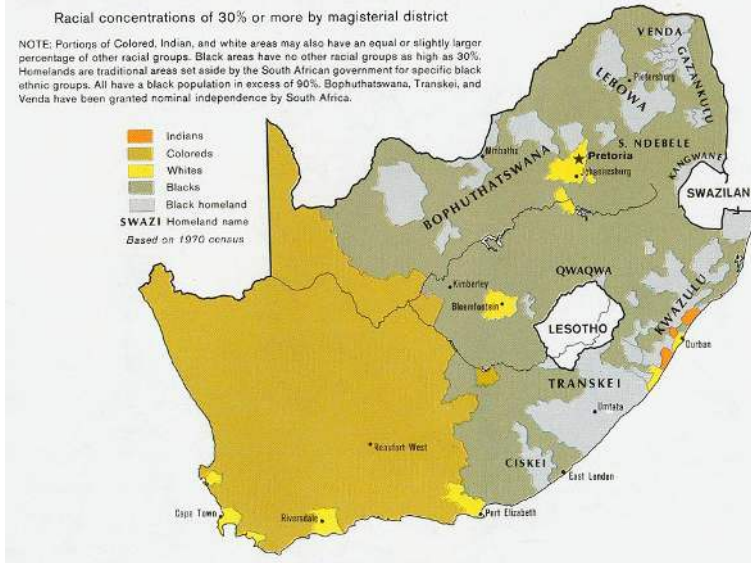 Racial concentrations of 30% or more by magisterial district
NOTE: Portions of Colored, Indian, and white areas may also have an equal or slightly larger
percentage of other racial groups. Black areas have no other racial groups as high as 30%.
Homelands are traditional areas set aside by the South African government for specific black
ethnic groups. All have a black population in excess of 90%. Bophuthatswana, Transkei, and
Venda have been granted nominal independence by South Africa.
Indians
Coloreds
Whites
Blacks
Black homeland
SWAZI Homeland name
Based on 1970 census
VENDA
GAZANKULU
LEBOWA
Pietersburg
S. NDEBELE
Mmbatho
Pretoria
Johannesburg
KANGWANE
BOPHUTHATSWANA
SWAZILAN
QWAQWA
Kimberley
Bloemfontein
KWAZULU
LESOTHO
Durban
TRANSKEI
Umtata
Beaufort West
CISKEI
East London
Cape Town
Riversdale
Port Elizabeth